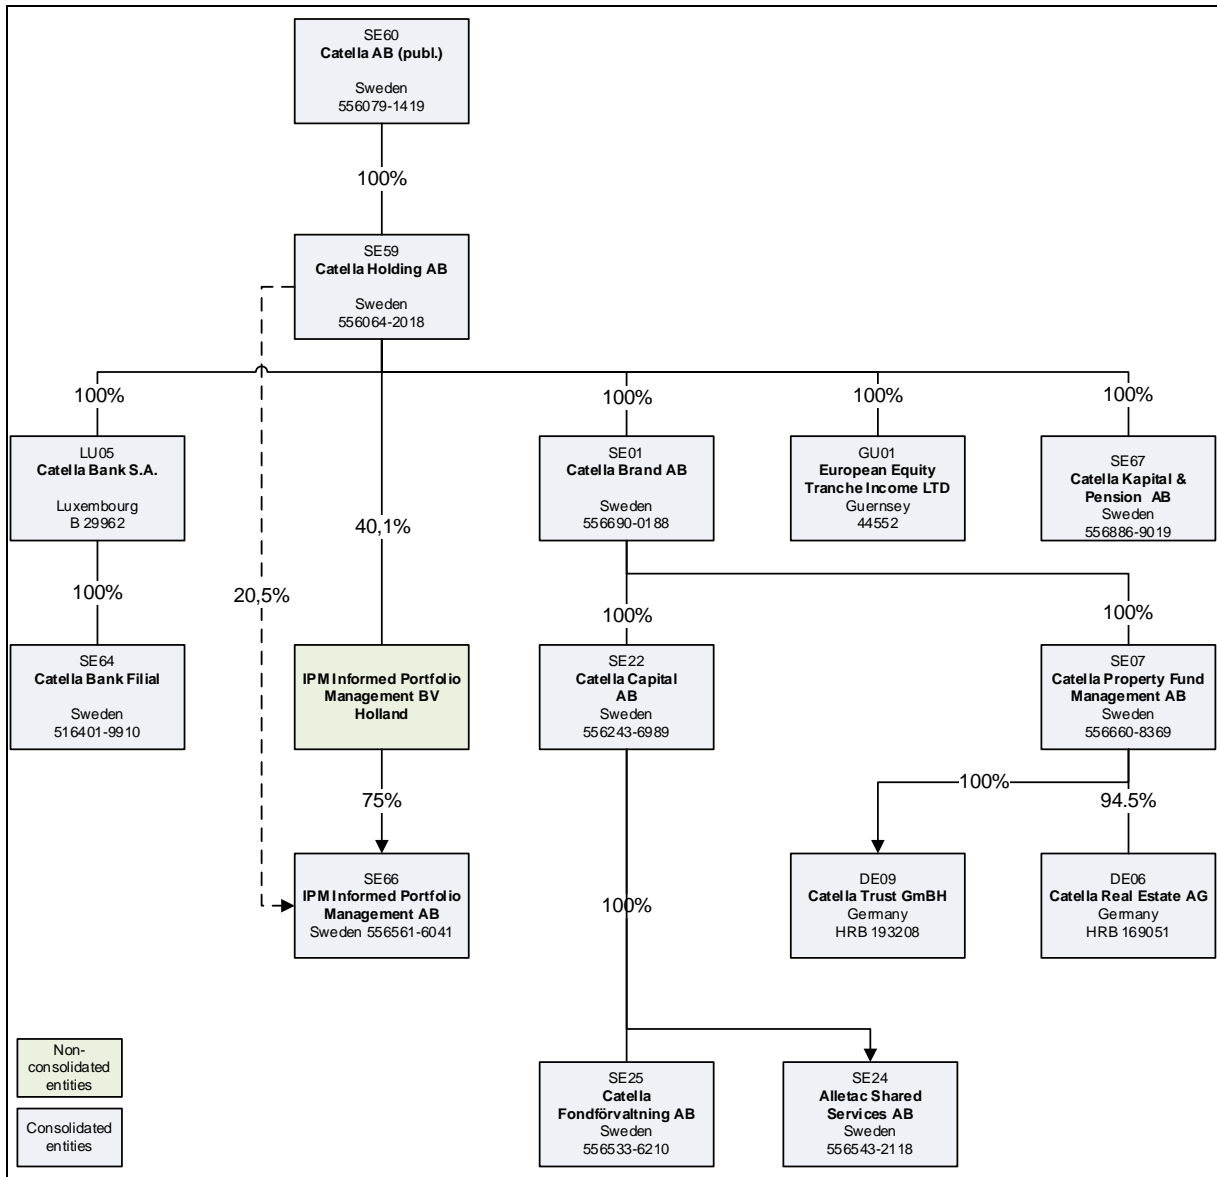 SE60
Catella AB (publ.)
Sweden
556079-1419
100%
SE59
Catella Holding AB
Sweden
556064-2018
100%
100%
100%
100%
LU05
Catella Bank S.A.
Luxembourg
B 29962
40,1%
SE01
Catella Brand AB
Sweden
556690-0188
GU01
European Equity
Tranche Income LTD
Guernsey
44552
SE67
Catella Kapital &
Pension AB
Sweden
556886-9019
100%
20,5%
100%
100%
SE64
Catella Bank Filial
Sweden
516401-9910
IPM Informed Portfolio
Management BV
Holland
SE22
Catella Capital
AB
Sweden
556243-6989
SE07
Catella Property Fund
Management AB
Sweden
556660-8369
75%
100%
94.5%
SE66
IPM Informed Portfolio
Management AB
Sweden 556561-6041
100%
DE09
Catella Trust GmBH
Germany
HRB 193208
DE06
Catella Real Estate AG
Germany
HRB 169051
Non-
consolidated
entities
Consolidated
entities
SE25
Catella
Fondförvaltning AB
Sweden
556533-6210
SE24
Alletac Shared
Services AB
Sweden
556543-2118